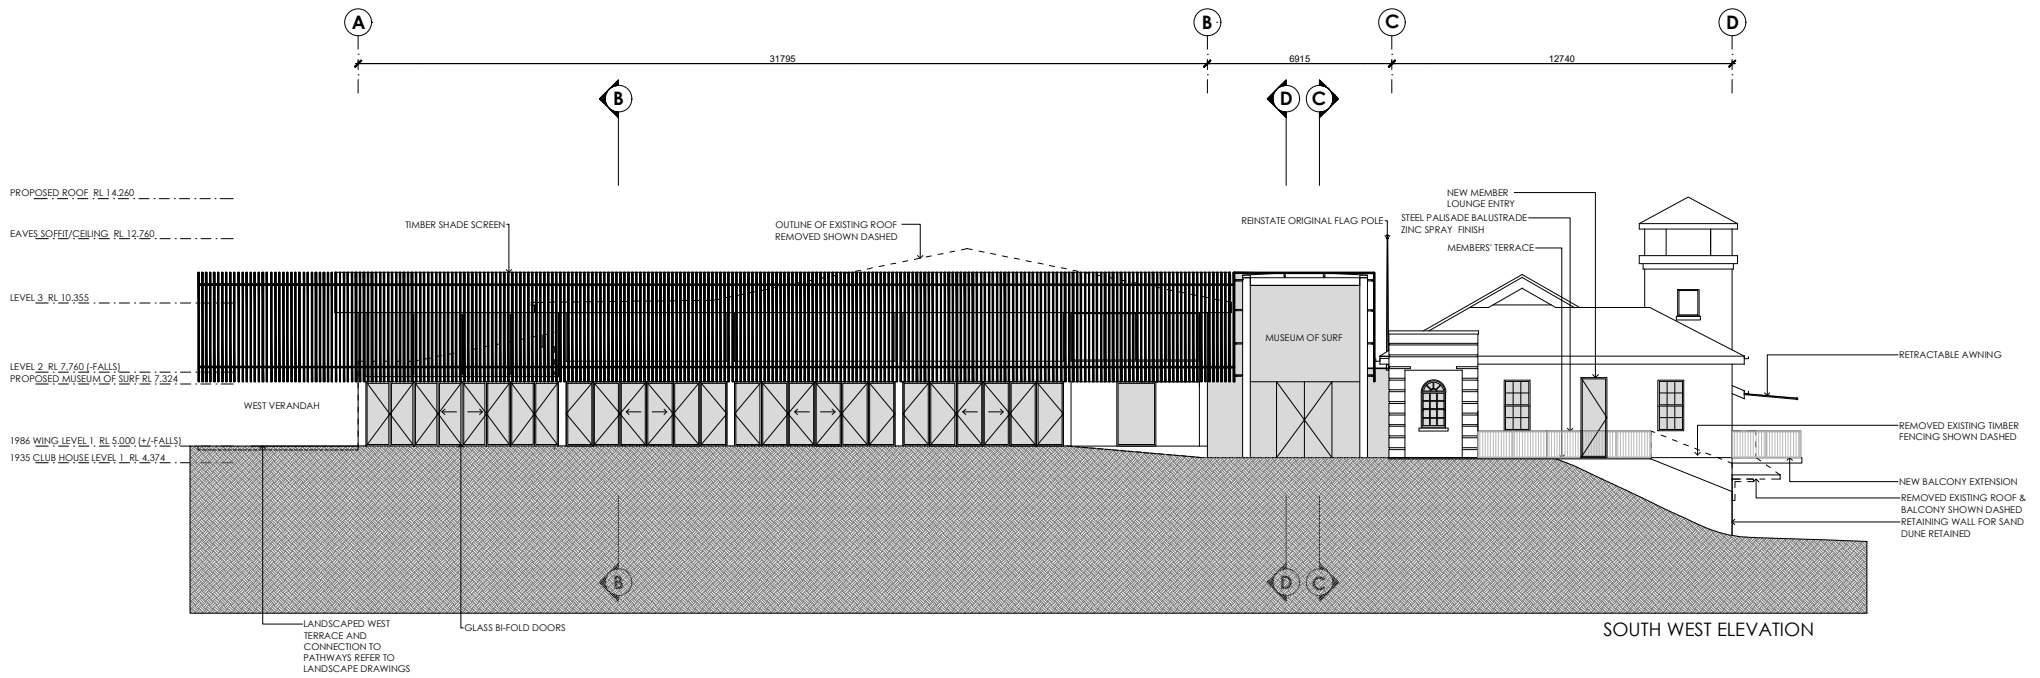 A
B
C
D
31795
6915
12740
B
D
C
PROPOSED ROOF RL 14.260
EAVES SOFFIT/CEILING RL 12.760
LEVEL 3 RL 10.355
LEVEL 2 RL 7.760 (-FALLS)
PROPOSED MUSEUM OF SURF RL 7.324
1986 WING LEVEL 1 RL 5.000 (+/-FALLS)
1935 CLUB HOUSE LEVEL 1 RL 4.374
TIMBER SHADE SCREEN
OUTLINE OF EXISTING ROOF
REMOVED SHOWN DASHED
REINSTATE ORIGINAL FLAG POLE
NEW MEMBER
LOUNGE ENTRY
STEEL PALISADE BALUSTRADE
ZINC SPRAY FINISH
MEMBERS' TERRACE
MUSEUM OF SURF
WEST VERANDAH
RETRACTABLE AWNING
REMOVED EXISTING TIMBER
FENCING SHOWN DASHED
NEW BALCONY EXTENSION
REMOVED EXISTING ROOF &
BALCONY SHOWN DASHED
RETAINING WALL FOR SAND
DUNE RETAINED
B
D
C
LANDSCAPED WEST
TERRACE AND
CONNECTION TO
PATHWAYS REFER TO
LANDSCAPE DRAWINGS
GLASS BI-FOLD DOORS
SOUTH WEST ELEVATION